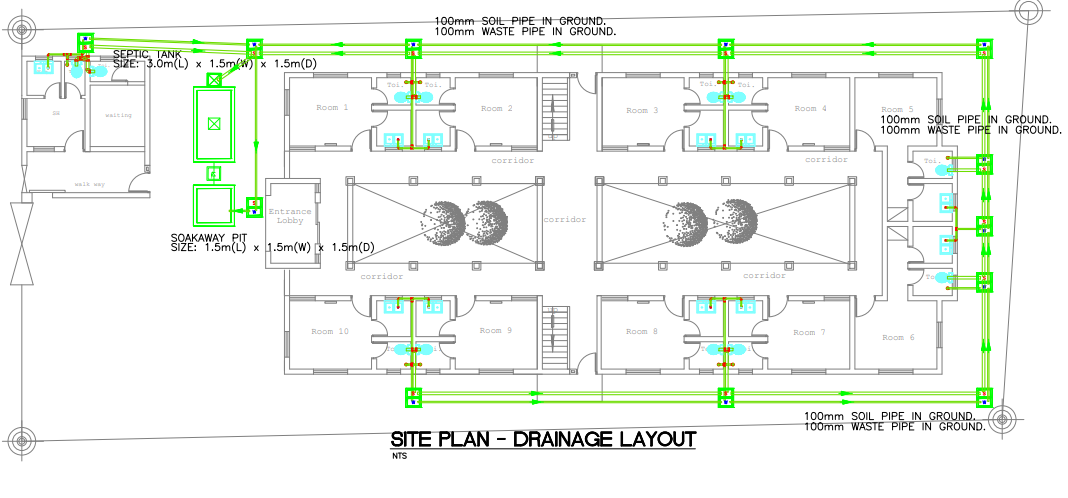 100mm SOIL PIPE IN GROUND.
100mm WASTE PIPE IN GROUND.
SEPTIC TANK
SIZE: 3.0m(L) x 1.5m(W) x 1.5m(D)
Toi.
Toi.
Toi.
Toi.
Room 1
Room 2
Room 3
Room 4
Room 5
waiting
100mm SOIL PIPE IN GROUND.
100mm WASTE PIPE IN GROUND.
corridor
corridor
Toi.
walk way
Entrance
Lobby
corridor
SOAKAWAY PIT
SIZE: 1.5m(L) x 1.5m(W) x 1.5m(D)
corridor
corridor
Room 10
Room 9
Room 8
Room 7
Room 6
100mm SOIL PIPE IN GROUND.
100mm WASTE PIPE IN GROUND.
SITE PLAN - DRAINAGE LAYOUT
NTS